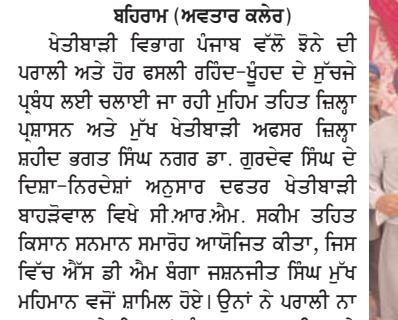 ਬਹਿਰਾਮ (ਅਵਤਾਰ ਕਲੇਰ)
ਖੇਤੀਬਾੜੀ ਵਿਭਾਗ ਪੰਜਾਬ ਵੱਲੋ ਝੋਨੇ ਦੀ
ਪਰਾਲੀ ਅਤੇ ਹੋਰ ਫਸਲੀ ਰਹਿੰਦ-ਖੂੰਹਦ ਦੇ ਸੁੱਚਜੇ
ਪ੍ਰਬੰਧ ਲਈ ਚਲਾਈ ਜਾ ਰਹੀ ਮੁਹਿਮ ਤਹਿਤ ਜ਼ਿਲ੍ਹਾ
ਪ੍ਰਸ਼ਾਸਨ ਅਤੇ ਮੁੱਖ ਖੇਤੀਬਾੜੀ ਅਫਸਰ ਜ਼ਿਲ੍ਹਾ
ਸ਼ਹੀਦ ਭਗਤ ਸਿੰਘ ਨਗਰ ਡਾ. ਗੁਰਦੇਵ ਸਿੰਘ ਦੇ
ਦਿਸ਼ਾ-ਨਿਰਦੇਸ਼ਾਂ ਅਨੁਸਾਰ ਦਫਤਰ ਖੇਤੀਬਾੜੀ
ਬਾਹੜੋਵਾਲ ਵਿਖੇ ਸੀ.ਆਰ.ਐਮ. ਸਕੀਮ ਤਹਿਤ
ਕਿਸਾਨ ਸਨਮਾਨ ਸਮਾਰੋਹ ਆਯੋਜਿਤ ਕੀਤਾ, ਜਿਸ
ਵਿੱਚ ਐੱਸ ਡੀ ਐਮ ਬੰਗਾ ਜਸ਼ਨਜੀਤ ਸਿੰਘ ਮੁੱਖ
ਮਹਿਮਾਨ ਵਜੋਂ ਸ਼ਾਮਿਲ ਹੋਏ। ਉਨਾਂ ਨੇ ਪਰਾਲੀ ਨਾ